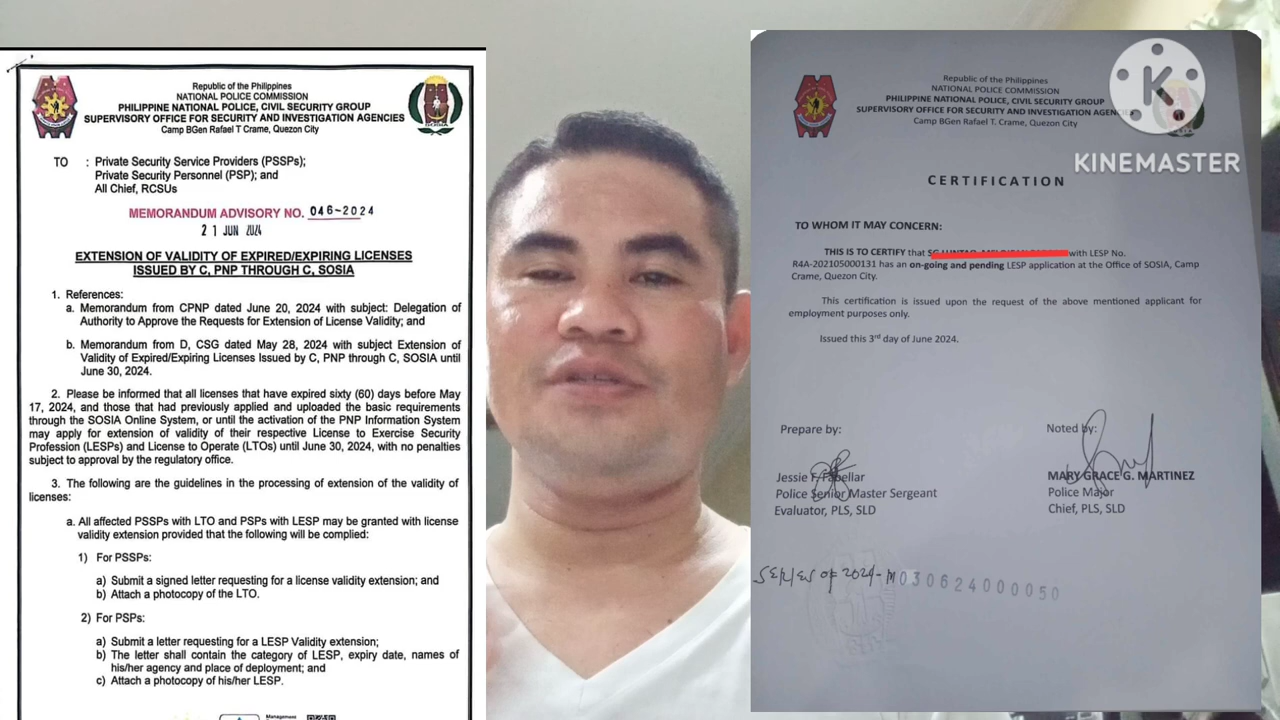 Republic of the Philippines
NATIONAL POLICE COMMISSION
PHILIPPINE NATIONAL POLICE, CIVIL SECURITY GROUP
SUPERVISORY OFFICE FOR SECURITY AND INVESTIGATION AGENCIES
Camp BGen Rafael T. Crame, Quezon City
TO : Private Security Service Providers (PSSPs);
Private Security Personnel (PSP); and
All Chief, RCSUs
MEMORANDUM ADVISORY NO. 046-2024
21 JUN 2024
EXTENSION OF VALIDITY OF EXPIRED/EXPIRING LICENSES
ISSUED BY C, PNP THROUGH C, SOSIA
1. References:
a. Memorandum from CPNP dated June 20, 2024 with subject: Delegation of
Authority to Approve the Requests for Extension of License Validity; and
b. Memorandum from D, CSG dated May 28, 2024 with subject Extension of
Validity of Expired/Expiring Licenses Issued by C, PNP through C, SOSIA until
June 30, 2024.
2. Please be informed that all licenses that have expired sixty (60) days before May
17, 2024, and those that had previously applied and uploaded the basic requirements
through the SOSIA Online System, or until the activation of the PNP Information System
may apply for extension of validity of their respective License to Exercise Security
Profession (LESPs) and License to Operate (LTOs) until June 30, 2024, with no penalties
subject to approval by the regulatory office.
3. The following are the guidelines in the processing of extension of the validity of
licenses:
a. All affected PSSPs with LTO and PSPs with LESP may be granted with license
validity extension provided that the following will be complied:
1) For PSSPs:
a) Submit a signed letter requesting for a license validity extension; and
b) Attach a photocopy of the LTO.
2) For PSPs:
a) Submit a letter requesting for a LESP Validity extension;
b) The letter shall contain the category of LESP, expiry date, names of
his/her agency and place of deployment; and
c) Attach a photocopy of his/her LESP.
Management
Republic of the Philippines
NATIONAL POLICE COMMISSION
PHILIPPINE NATIONAL POLICE, CIVIL SECURITY GROUP
SUPERVISORY OFFICE FOR SECURITY AND INVESTIGATION AGENCIES
Camp BGen Rafael T. Crame, Quezon City
K
KINEMASTER
CERTIFICATION
TO WHOM IT MAY CONCERN:
THIS IS TO CERTIFY that with LESP No.
R4A-202105000131 has an on-going and pending LESP application at the Office of SOSIA, Camp
Crame, Quezon City.
This certification is issued upon the request of the above mentioned applicant for
employment purposes only.
Issued this 3rd day of June 2024.
Prepare by:
Jessie F. Fabellar
Police Senior Master Sergeant
Evaluator, PLS, SLD
Noted by:
MARY GRACE G. MARTINEZ
Police Major
Chief, PLS, SLD
SERIES OF 2024-M030624000050